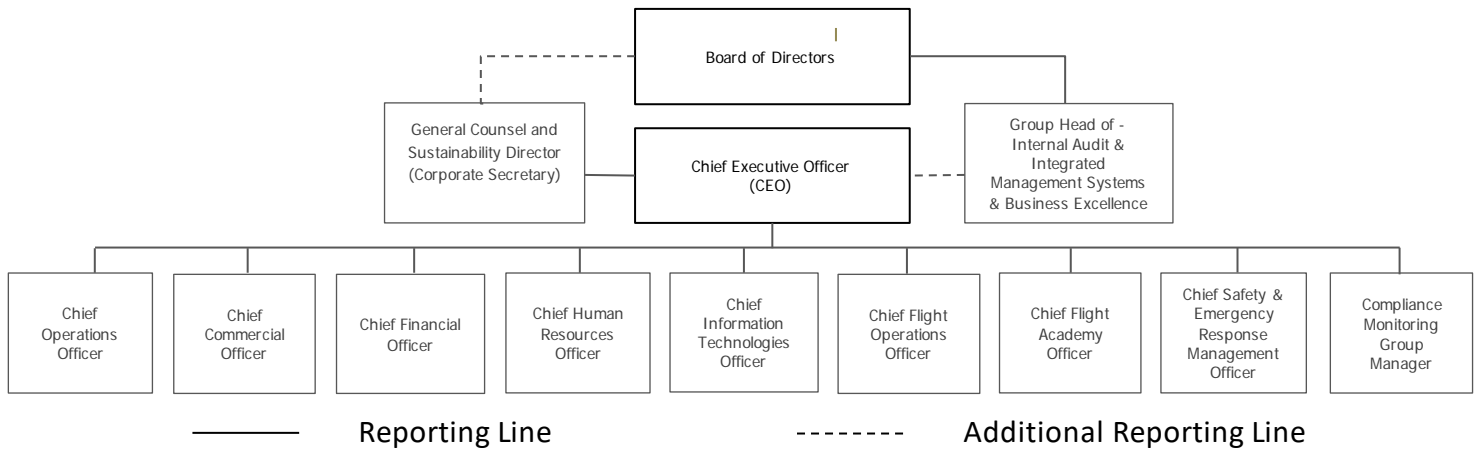 Board of Directors
General Counsel and
Sustainability Director
(Corporate Secretary)
Chief Executive Officer
(CEO)
Group Head of -
Internal Audit &
Integrated
Management Systems
& Business Excellence
Chief
Operations
Officer
Chief
Commercial
Officer
Chief Financial
Officer
Chief Human
Resources
Officer
Chief
Information
Technologies
Officer
Chief Flight
Operations
Officer
Chief Flight
Academy
Officer
Chief Safety &
Emergency
Response
Management
Officer
Compliance
Monitoring
Group
Manager
Reporting Line
Additional Reporting Line